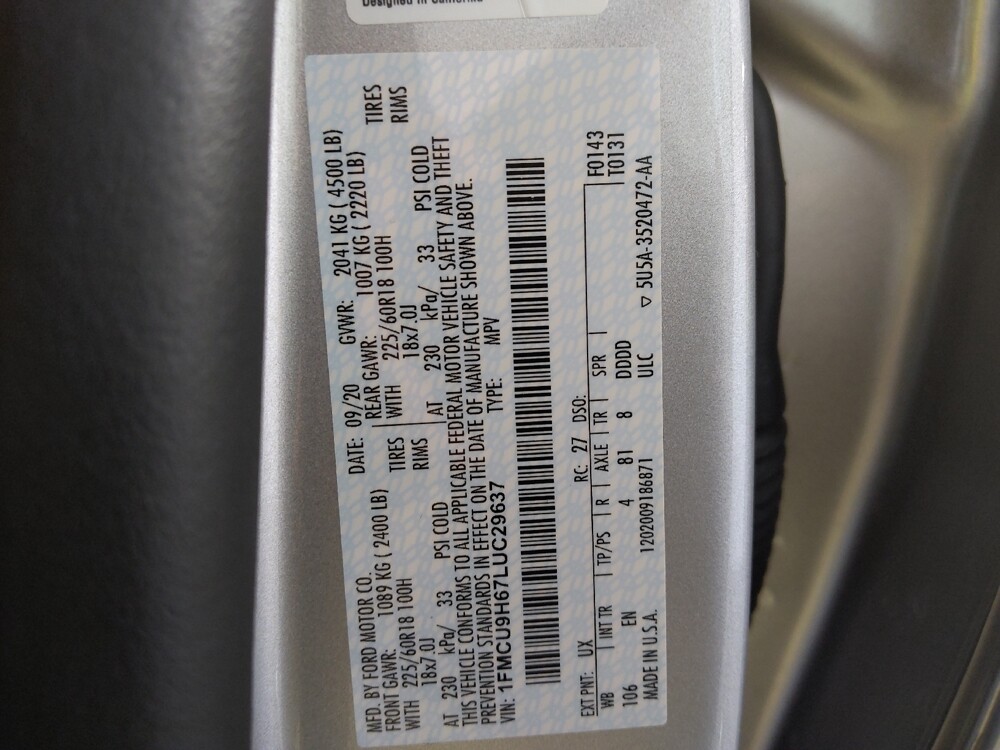 Designed in California
MFD. BY FORD MOTOR CO. DATE: 09/20 GVWR: 2041 KG ( 4500 LB)
FRONT GAWR: 1089 KG ( 2400 LB) REAR GAWR: 1007 KG ( 2220 LB)
WITH 225/60R18 100H TIRES WITH 225/60R18 100H TIRES
18x7.0J RIMS 18x7.0J RIMS
AT 230 kPa/ 33 PSI COLD AT 230 kPa/ 33 PSI COLD
THIS VEHICLE CONFORMS TO ALL APPLICABLE FEDERAL MOTOR VEHICLE SAFETY AND THEFT
PREVENTION STANDARDS IN EFFECT ON THE DATE OF MANUFACTURE SHOWN ABOVE.
VIN: 1FMCU9H67LUC29637 TYPE: MPV
EXT PNT: UX RC: 27 DSO: F0143
WB INT TR TP/PS R AXLE TR SPR T0131
106 EN 4 81 8 DDDD
MADE IN U.S.A. 1202009186871 ULC ▽ 5U5A-3520472-AA